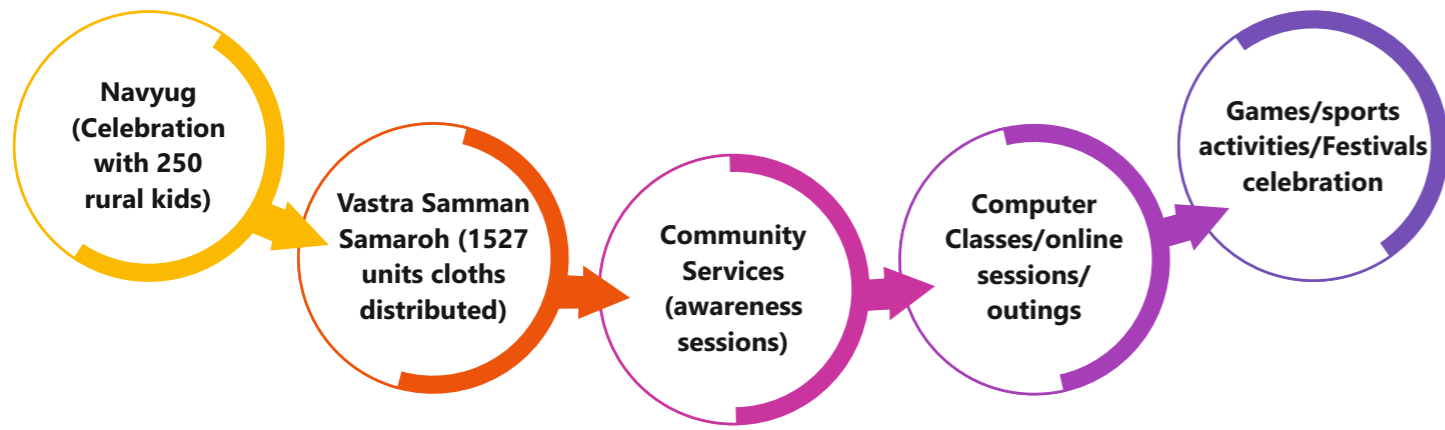 Navyug
(Celebration
with 250
rural kids)
Vastra Samman
Samaroh (1527
units cloths
distributed)
Community
Services
(awareness
sessions)
Computer
Classes/online
sessions/
outings
Games/sports
activities/Festivals
celebration